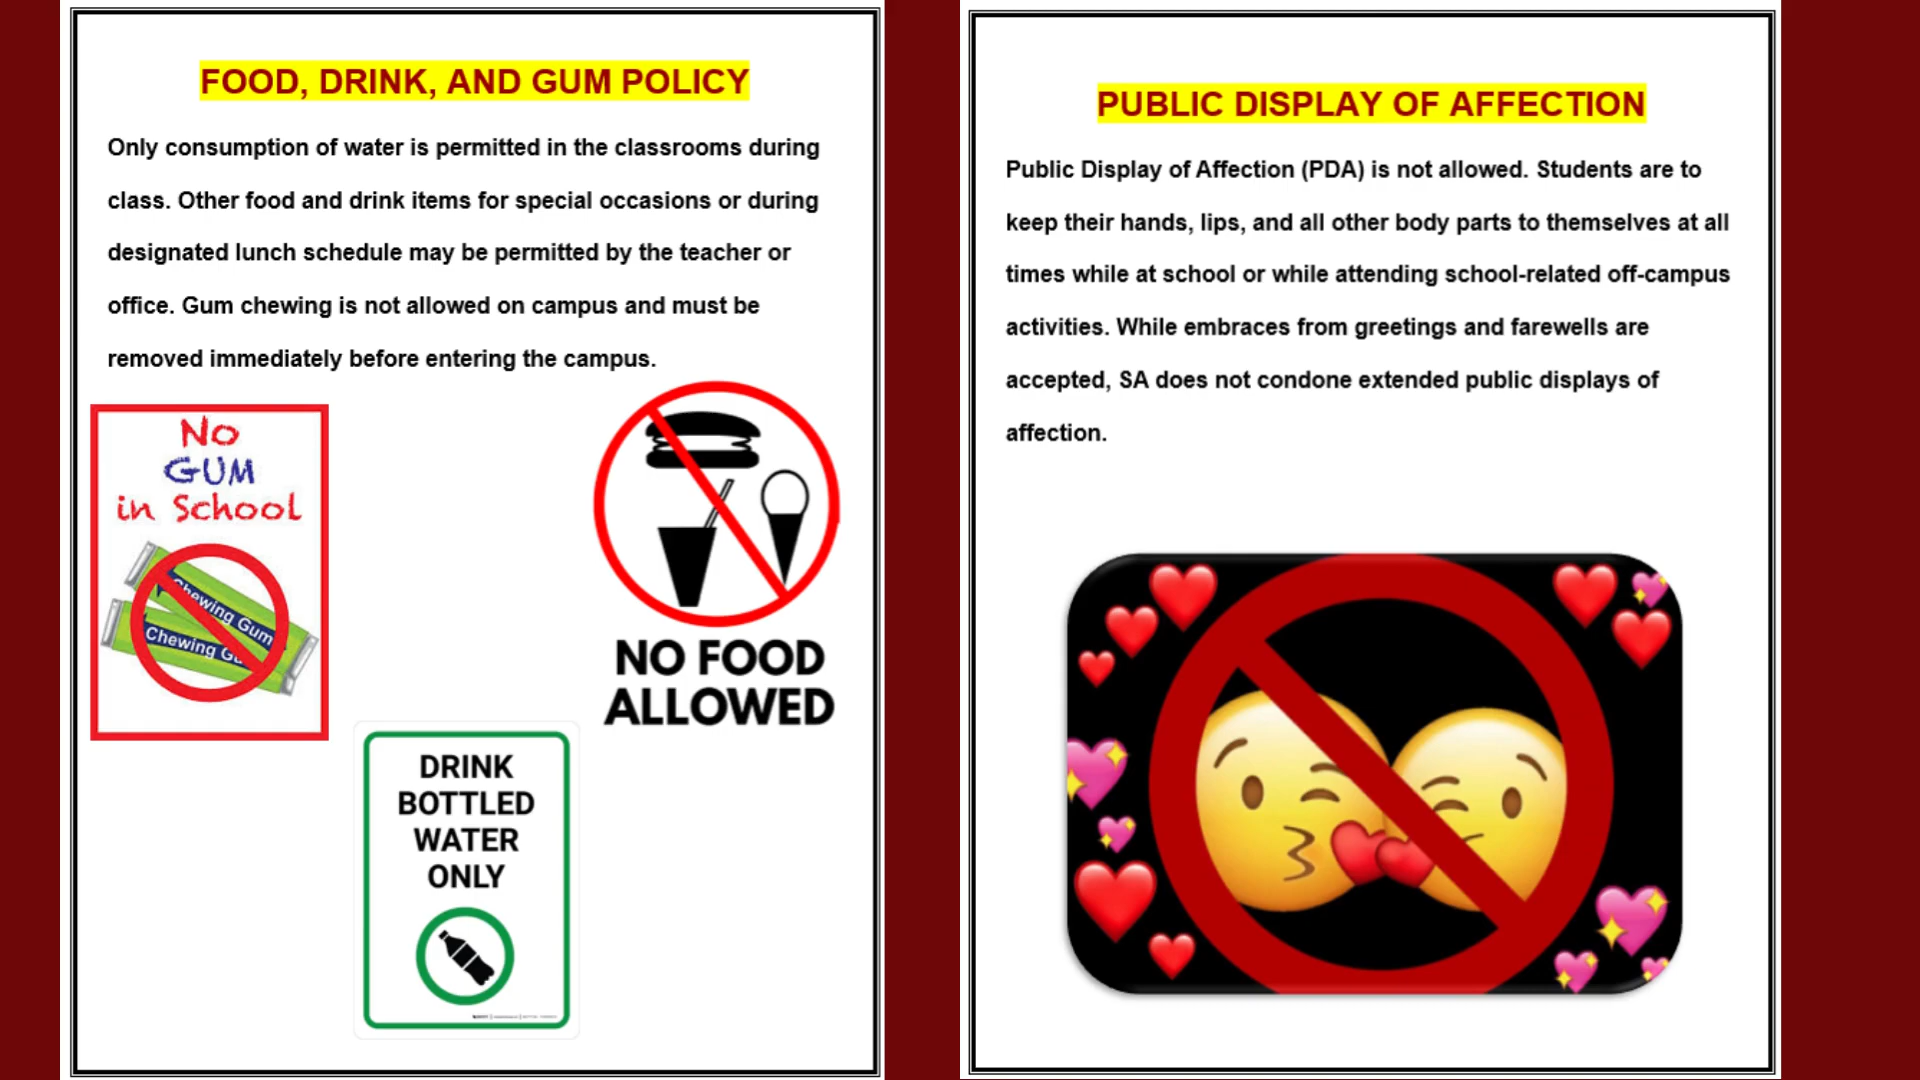 FOOD, DRINK, AND GUM POLICY
Only consumption of water is permitted in the classrooms during
class. Other food and drink items for special occasions or during
designated lunch schedule may be permitted by the teacher or
office. Gum chewing is not allowed on campus and must be
removed immediately before entering the campus.
No
GUM
in School
Chewing Gum
Chewing Gu
NO FOOD
ALLOWED
DRINK
BOTTLED
WATER
ONLY
PUBLIC DISPLAY OF AFFECTION
Public Display of Affection (PDA) is not allowed. Students are to
keep their hands, lips, and all other body parts to themselves at all
times while at school or while attending school-related off-campus
activities. While embraces from greetings and farewells are
accepted, SA does not condone extended public displays of
affection.